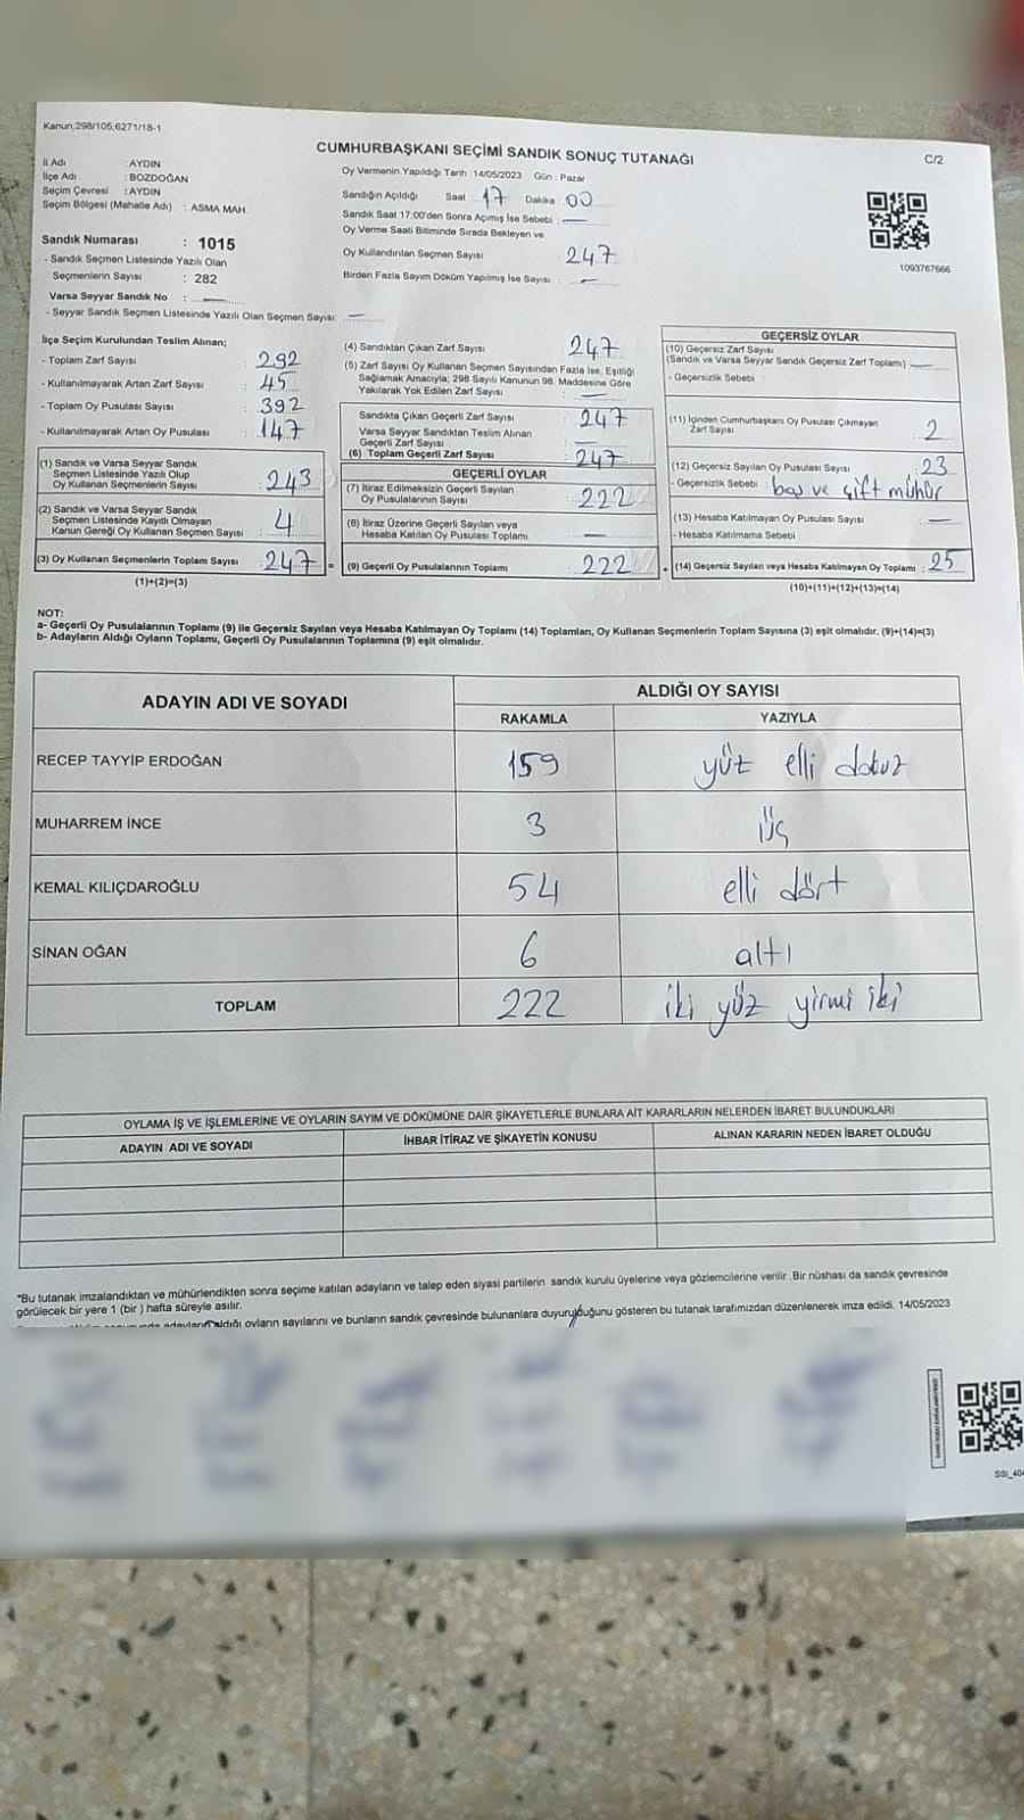 Kanun;298/105;6271/18-1
CUMHURBAŞKANI SEÇİMİ SANDIK SONUÇ TUTANAĞI
C/2
İl Adı : AYDIN
İlçe Adı : BOZDOĞAN
Seçim Çevresi : AYDIN
Seçim Bölgesi (Mahalle Adı) : ASMA MAH.
Sandık Numarası : 1015
- Sandık Seçmen Listesinde Yazılı Olan
Seçmenlerin Sayısı : 282
Varsa Seyyar Sandık No : —
- Seyyar Sandık Seçmen Listesinde Yazılı Olan Seçmen Sayısı: —
Oy Vermenin Yapıldığı Tarih 14/05/2023 Gün : Pazar
Sandığın Açıldığı Saat 17 Dakika 00
Sandık Saat 17:00'den Sonra Açılmış İse Sebebi : —
Oy Verme Saati Bitiminde Sırada Bekleyen ve
Oy Kullandırılan Seçmen Sayısı 247
Birden Fazla Sayım Döküm Yapılmış İse Sayısı : —
1093767666
İlçe Seçim Kurulundan Teslim Alınan;
- Toplam Zarf Sayısı : 292
- Kullanılmayarak Artan Zarf Sayısı : 45
- Toplam Oy Pusulası Sayısı : 392
- Kullanılmayarak Artan Oy Pusulası : 147
(1) Sandık ve Varsa Seyyar Sandık
Seçmen Listesinde Yazılı Olup
Oy Kullanan Seçmenlerin Sayısı : 243
(2) Sandık ve Varsa Seyyar Sandık
Seçmen Listesinde Kayıtlı Olmayan
Kanun Gereği Oy Kullanan Seçmen Sayısı : 4
(3) Oy Kullanan Seçmenlerin Toplam Sayısı : 247
(1)+(2)=(3)
(4) Sandıktan Çıkan Zarf Sayısı 247
(5) Zarf Sayısı Oy Kullanan Seçmen Sayısından Fazla İse, Eşitliği
Sağlamak Amacıyla; 298 Sayılı Kanunun 98. Maddesine Göre
Yakılarak Yok Edilen Zarf Sayısı : —
Sandıkta Çıkan Geçerli Zarf Sayısı 247
Varsa Seyyar Sandıktan Teslim Alınan
Geçerli Zarf Sayısı —
(6) Toplam Geçerli Zarf Sayısı 247
GEÇERLİ OYLAR
(7) İtiraz Edilmeksizin Geçerli Sayılan
Oy Pusulalarının Sayısı : 222
(8) İtiraz Üzerine Geçerli Sayılan veya
Hesaba Katılan Oy Pusulası Toplamı : —
(9) Geçerli Oy Pusulalarının Toplamı : 222
GEÇERSİZ OYLAR
(10) Geçersiz Zarf Sayısı
(Sandık ve Varsa Seyyar Sandık Geçersiz Zarf Toplamı) —
- Geçersizlik Sebebi :
(11) İçinden Cumhurbaşkanı Oy Pusulası Çıkmayan
Zarf Sayısı : 2
(12) Geçersiz Sayılan Oy Pusulası Sayısı : 23
- Geçersizlik Sebebi : boş ve çift mühür
(13) Hesaba Katılmayan Oy Pusulası Sayısı : —
- Hesaba Katılmama Sebebi
(14) Geçersiz Sayılan veya Hesaba Katılmayan Oy Toplamı : 25
(10)+(11)+(12)+(13)=(14)
NOT:
a- Geçerli Oy Pusulalarının Toplamı (9) ile Geçersiz Sayılan veya Hesaba Katılmayan Oy Toplamı (14) Toplamları, Oy Kullanan Seçmenlerin Toplam Sayısına (3) eşit olmalıdır. (9)+(14)=(3)
b- Adayların Aldığı Oyların Toplamı, Geçerli Oy Pusulalarının Toplamına (9) eşit olmalıdır.
ADAYIN ADI VE SOYADI
ALDIĞI OY SAYISI
RAKAMLA YAZIYLA
RECEP TAYYİP ERDOĞAN 159 yüz elli dokuz
MUHARREM İNCE 3 üç
KEMAL KILIÇDAROĞLU 54 elli dört
SİNAN OĞAN 6 altı
TOPLAM 222 iki yüz yirmi iki
OYLAMA İŞ VE İŞLEMLERİNE VE OYLARIN SAYIM VE DÖKÜMÜNE DAİR ŞİKAYETLERLE BUNLARA AİT KARARLARIN NELERDEN İBARET BULUNDUKLARI
ADAYIN ADI VE SOYADI İHBAR İTİRAZ VE ŞİKAYETİN KONUSU ALINAN KARARIN NEDEN İBARET OLDUĞU
*Bu tutanak imzalandıktan ve mühürlendikten sonra seçime katılan adayların ve talep eden siyasi partilerin sandık kurulu üyelerine veya gözlemcilerine verilir. Bir nüshası da sandık çevresinde
görülecek bir yere 1 (bir ) hafta süreyle asılır.
adayların aldığı oyların sayılarını ve bunların sandık çevresinde bulunanlara duyurulduğunu gösteren bu tutanak tarafımızdan düzenlenerek imza edildi. 14/05/2023